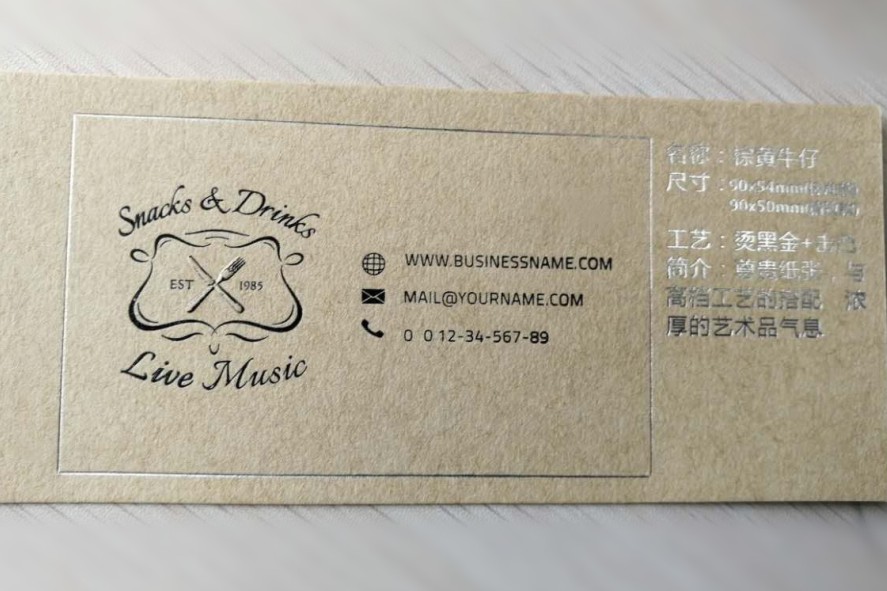 Snacks & Drinks
EST 1985
Live Music
WWW.BUSINESSNAME.COM
MAIL@YOURNAME.COM
0 0 12-34-567-89
名称：棕黄牛仔
尺寸：90x54mm
90x50mm
工艺：烫黑金+
简介：尊贵纸张，与
高档工艺的搭配 浓
厚的艺术品气息